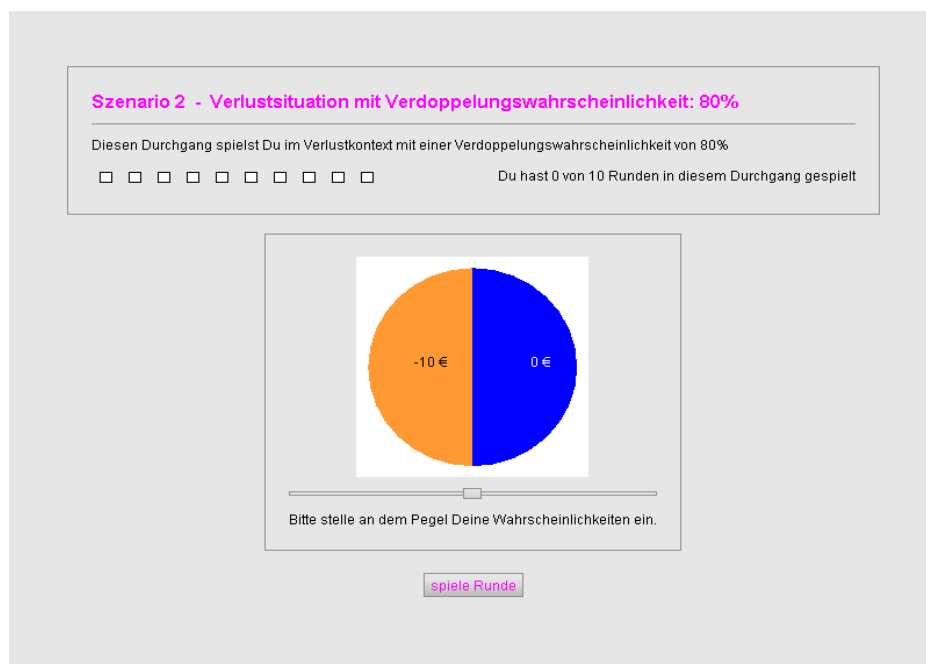 Szenario 2 - Verlustsituation mit Verdoppelungswahrscheinlichkeit: 80%
Diesen Durchgang spielst Du im Verlustkontext mit einer Verdoppelungswahrscheinlichkeit von 80%
Du hast 0 von 10 Runden in diesem Durchgang gespielt
-10 €
0 €
Bitte stelle an dem Pegel Deine Wahrscheinlichkeiten ein.
spiele Runde